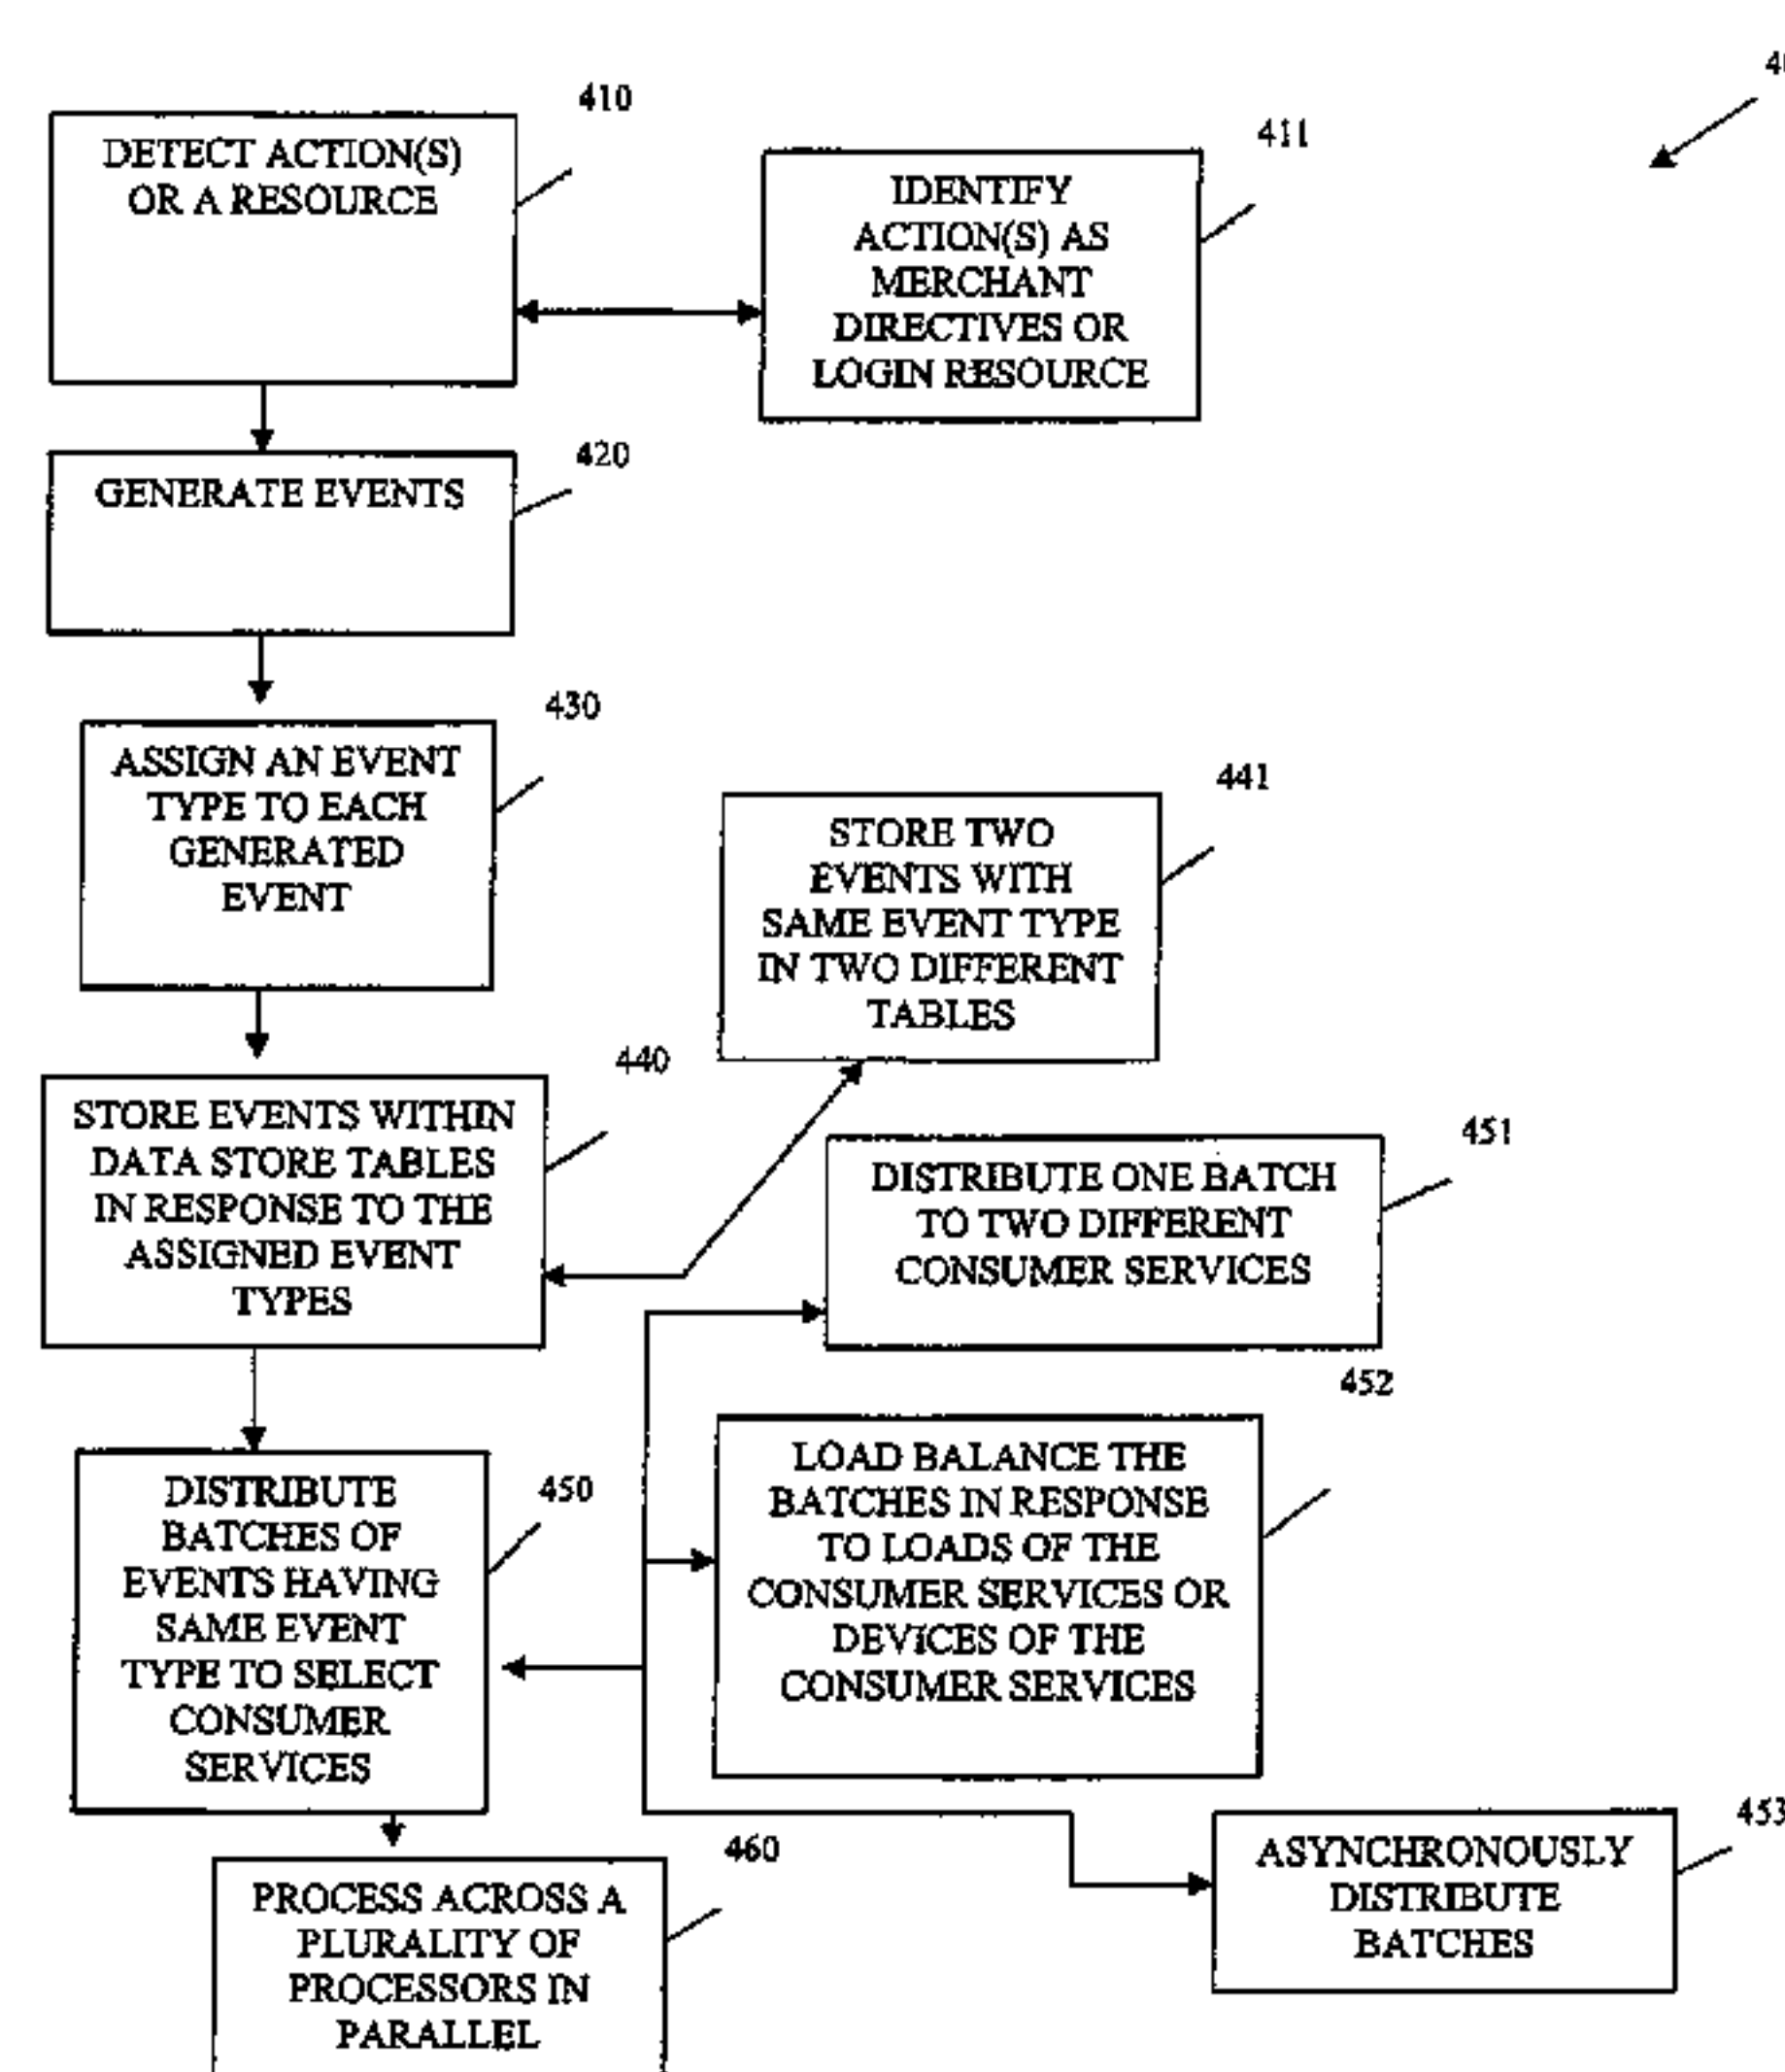 410
DETECT ACTION(S)
OR A RESOURCE
411
IDENTIFY
ACTION(S) AS
MERCHANT
DIRECTIVES OR
LOGIN RESOURCE
420
GENERATE EVENTS
430
ASSIGN AN EVENT
TYPE TO EACH
GENERATED
EVENT
441
STORE TWO
EVENTS WITH
SAME EVENT TYPE
IN TWO DIFFERENT
TABLES
440
STORE EVENTS WITHIN
DATA STORE TABLES
IN RESPONSE TO THE
ASSIGNED EVENT
TYPES
451
DISTRIBUTE ONE BATCH
TO TWO DIFFERENT
CONSUMER SERVICES
452
LOAD BALANCE THE
BATCHES IN RESPONSE
TO LOADS OF THE
CONSUMER SERVICES OR
DEVICES OF THE
CONSUMER SERVICES
450
DISTRIBUTE
BATCHES OF
EVENTS HAVING
SAME EVENT
TYPE TO SELECT
CONSUMER
SERVICES
453
ASYNCHRONOUSLY
DISTRIBUTE
BATCHES
460
PROCESS ACROSS A
PLURALITY OF
PROCESSORS IN
PARALLEL